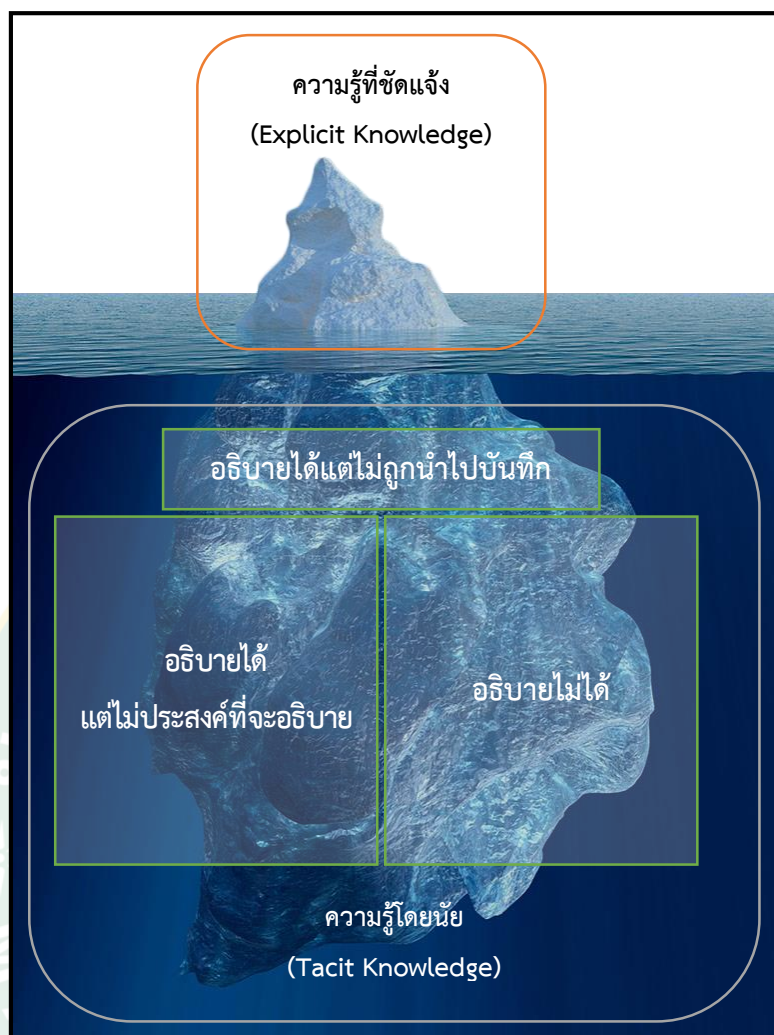 ความรู้ที่ชัดแจ้ง
(Explicit Knowledge)
อธิบายได้แต่ไม่ถูกนำไปบันทึก
อธิบายได้
แต่ไม่ประสงค์ที่จะอธิบาย
อธิบายไม่ได้
ความรู้โดยนัย
(Tacit Knowledge)